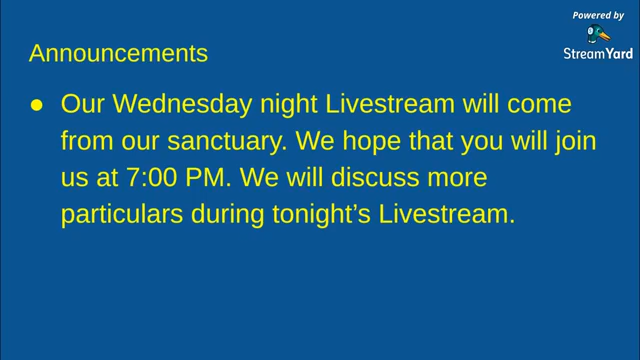 Powered by
StreamYard
Announcements
● Our Wednesday night Livestream will come
from our sanctuary. We hope that you will join
us at 7:00 PM. We will discuss more
particulars during tonight’s Livestream.